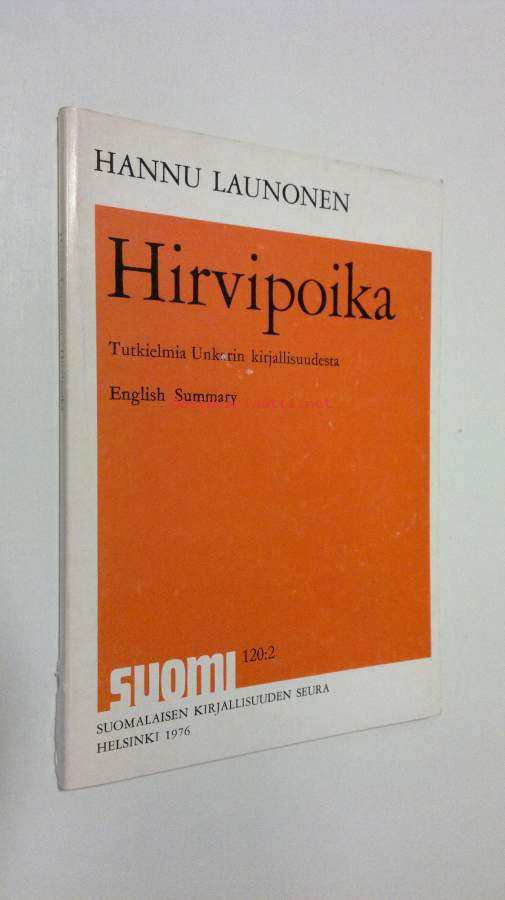 HANNU LAUNONEN
Hirvipoika
Tutkielmia Unkarin kirjallisuudesta
English Summary
SUOMI 120:2
SUOMALAISEN KIRJALLISUUDEN SEURA
HELSINKI 1976